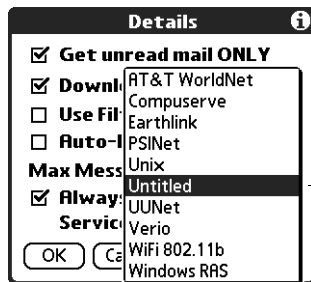 Details
Get unread mail ONLY
Downl
Use Fil
Auto-
Max Mess
Always
Servic
OK
AT&T WorldNet
Compuserve
Earthlink
PSINet
Unix
Untitled
UUNet
Verio
WiFi 802.11b
Windows RAS